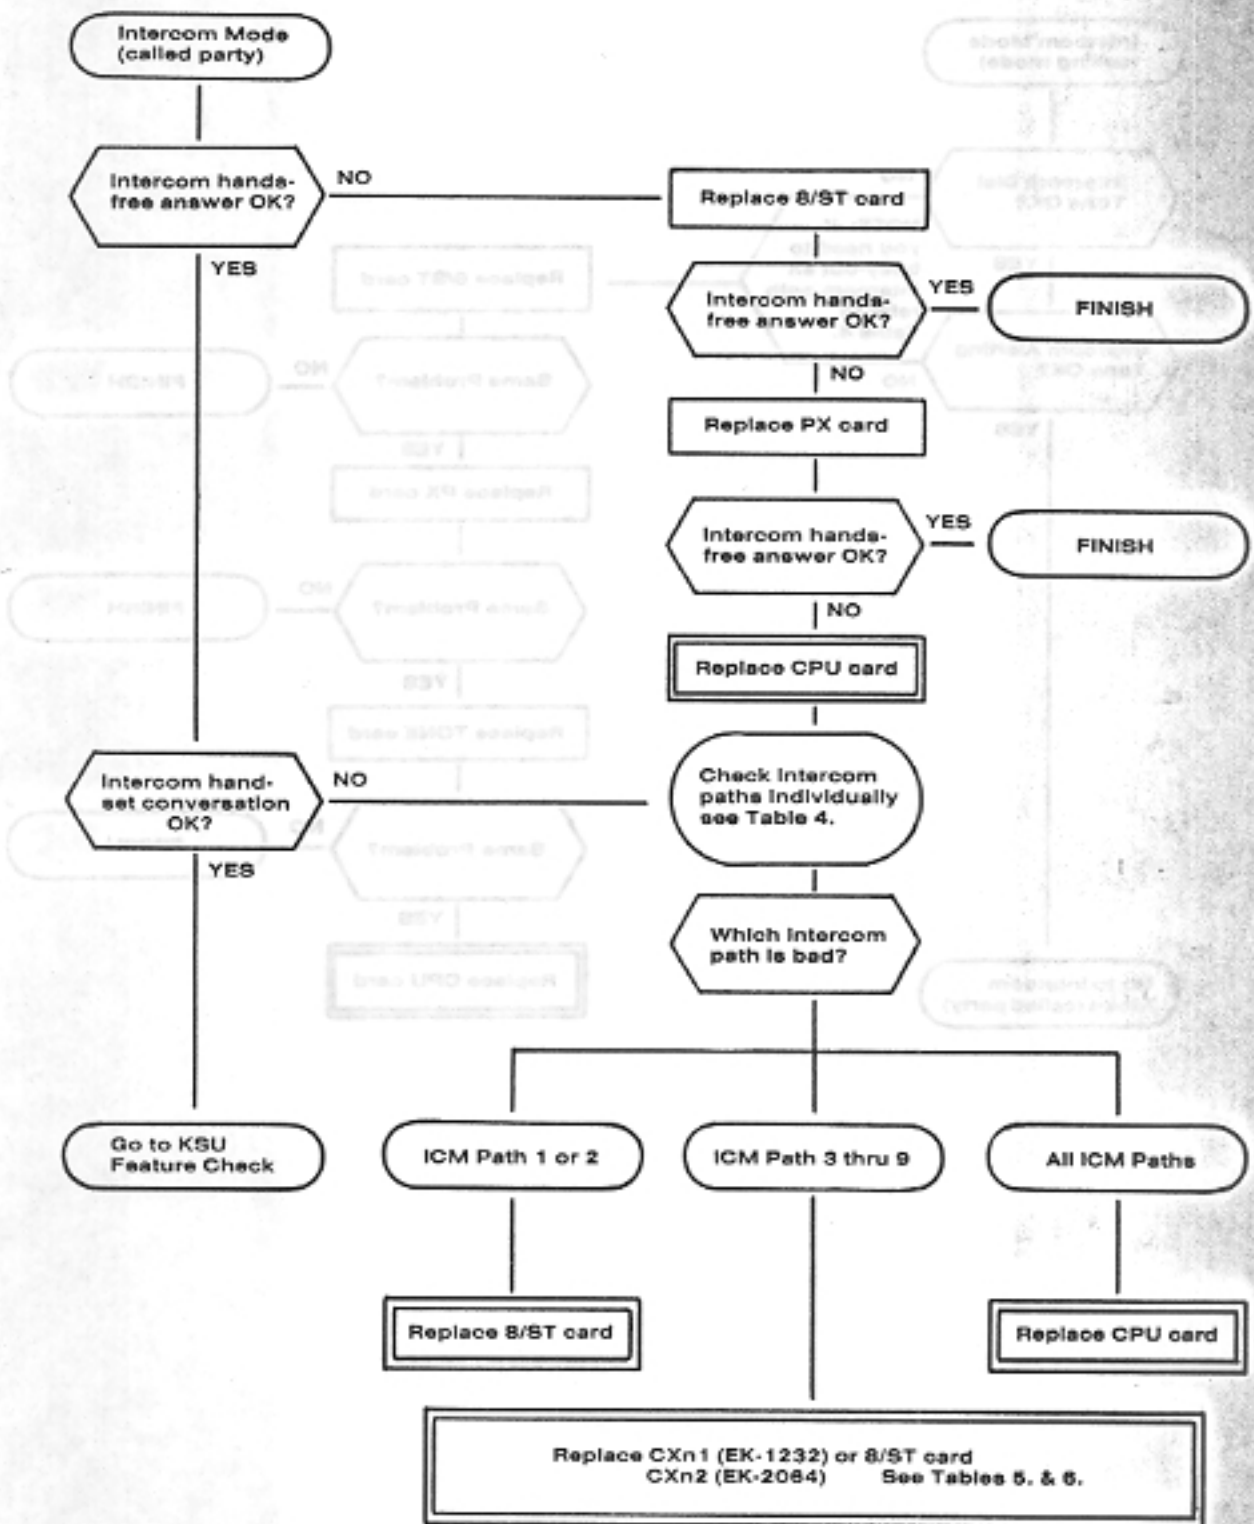 Intercom Mode
(called party)
Intercom hands-
free answer OK?
NO
YES
Replace 8/ST card
Intercom hands-
free answer OK?
YES
FINISH
NO
Replace PX card
Intercom hands-
free answer OK?
YES
FINISH
NO
Replace CPU card
Intercom hand-
set conversation
OK?
NO
YES
Check Intercom
paths individually
see Table 4.
Which Intercom
path is bad?
Go to KSU
Feature Check
ICM Path 1 or 2
ICM Path 3 thru 9
All ICM Paths
Replace 8/ST card
Replace CPU card
Replace CXn1 (EK-1232) or 8/ST card
CXn2 (EK-2064) See Tables 5. & 6.